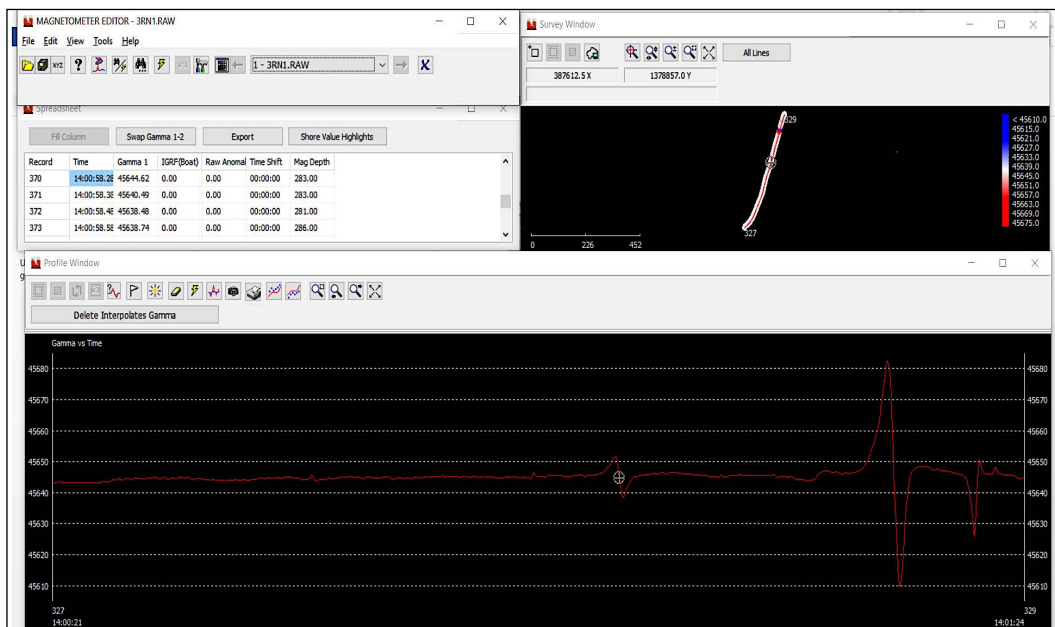 MAGNETOMETER EDITOR - 3RN1.RAW
File Edit View Tools Help
XYZ ? 1 - 3RN1.RAW X
Spreadsheet
Fill Column Swap Gamma 1-2 Export Shore Value Highlights
Record Time Gamma 1 IGRF(Boat) Raw Anomal Time Shift Mag Depth
370 14:00:58.28 45644.62 0.00 0.00 00:00:00 283.00
371 14:00:58.38 45640.49 0.00 0.00 00:00:00 283.00
372 14:00:58.48 45638.48 0.00 0.00 00:00:00 281.00
373 14:00:58.58 45638.74 0.00 0.00 00:00:00 286.00
Survey Window
All Lines
387612.5 X 1378857.0 Y
329
327
0 226 452
< 45610.0
45615.0
45621.0
45627.0
45633.0
45639.0
45645.0
45651.0
45657.0
45663.0
45669.0
45675.0
U
g
Profile Window
Delete Interpolates Gamma
Gamma vs Time
45680 45680
45670 45670
45660 45660
45650 45650
45640 45640
45630 45630
45620 45620
45610 45610
327 329
14:00:21 14:01:24